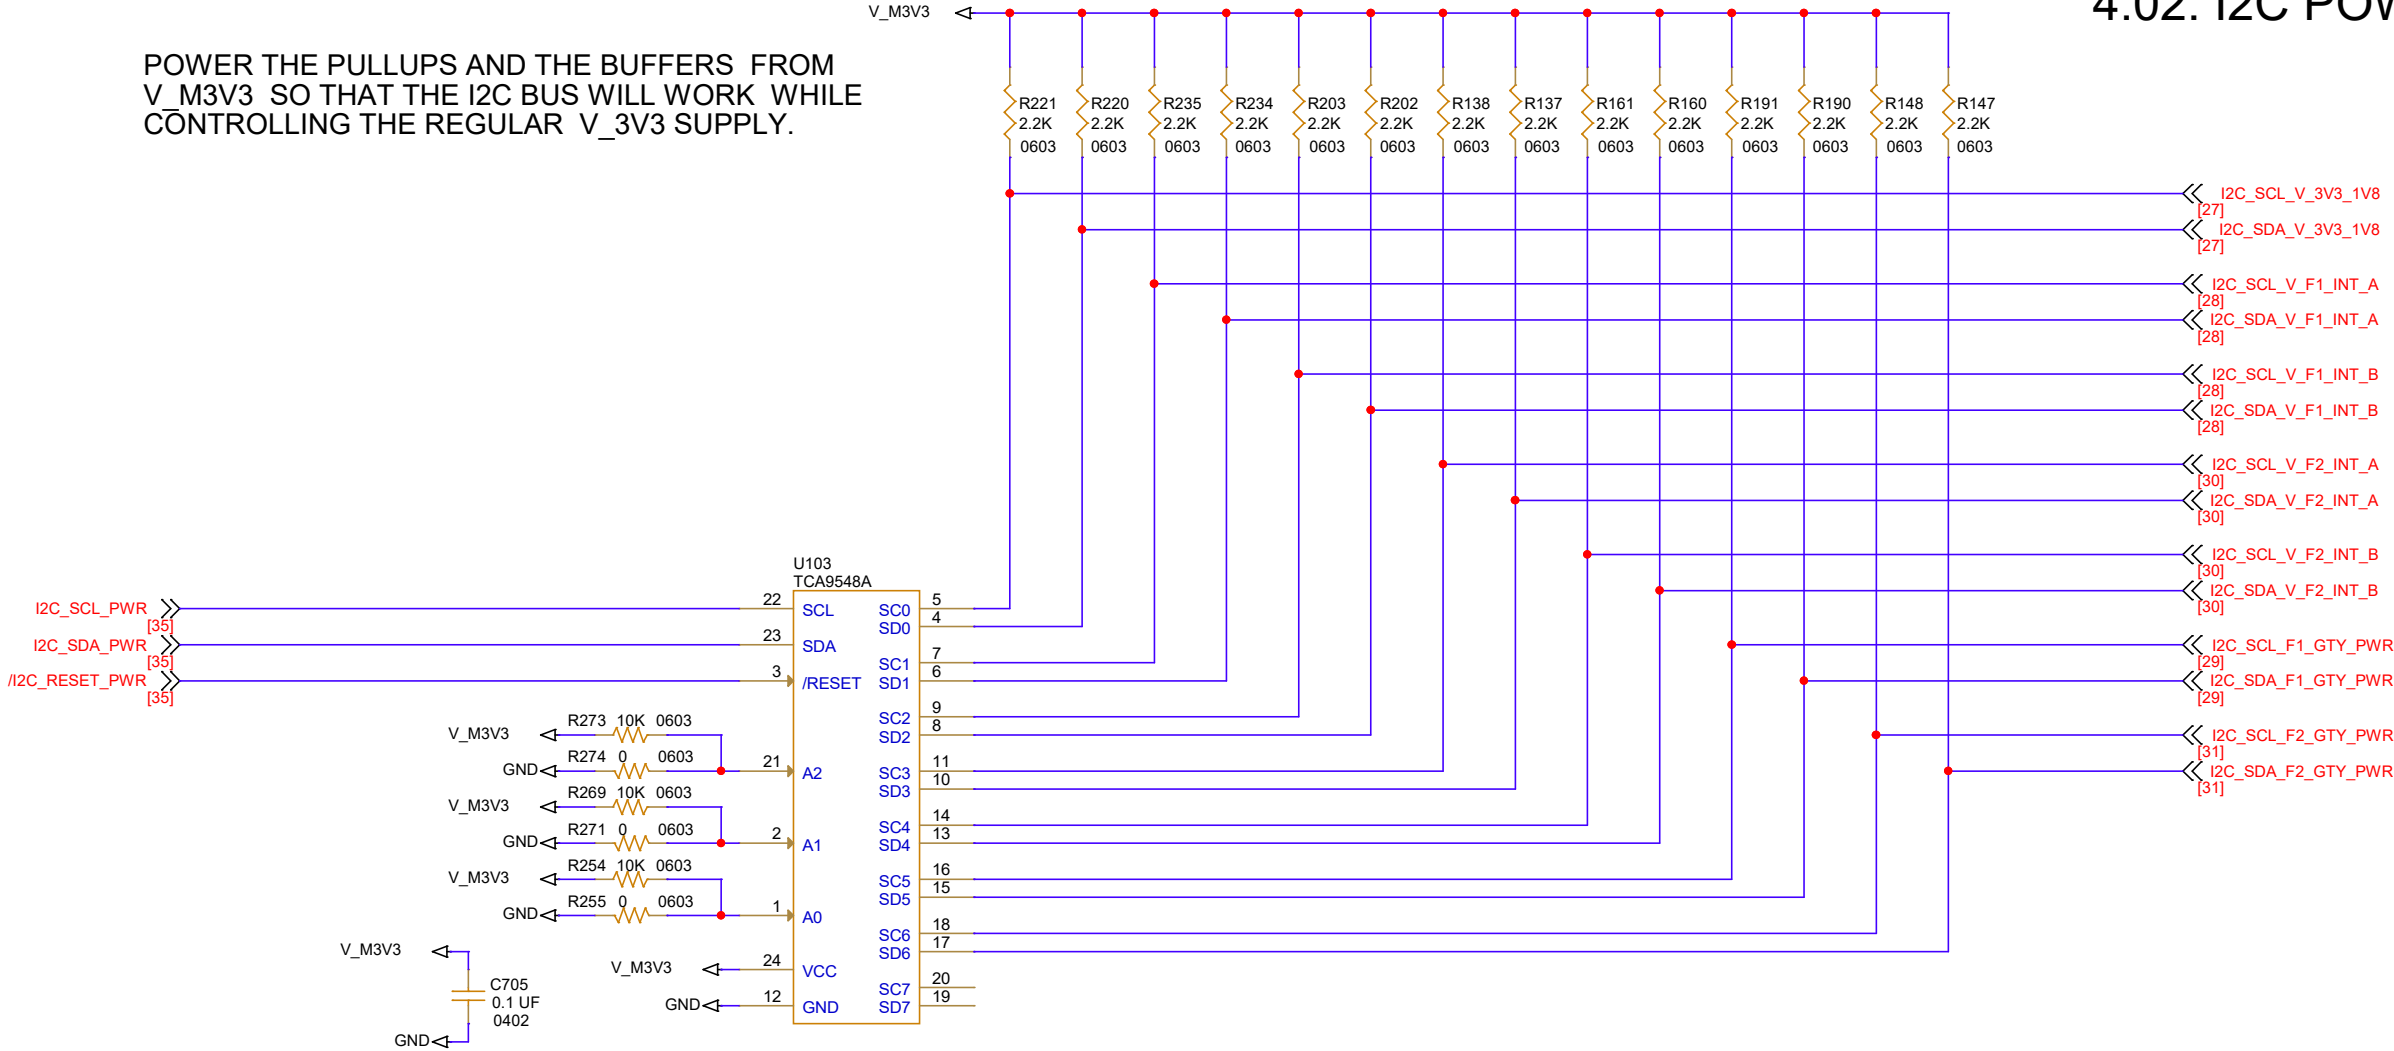 4.02: I2C POW
V_M3V3
POWER THE PULLUPS AND THE BUFFERS FROM
V_M3V3 SO THAT THE I2C BUS WILL WORK WHILE
CONTROLLING THE REGULAR V_3V3 SUPPLY.
R221 R220 R235 R234 R203 R202 R138 R137 R161 R160 R191 R190 R148 R147
2.2K 2.2K 2.2K 2.2K 2.2K 2.2K 2.2K 2.2K 2.2K 2.2K 2.2K 2.2K 2.2K 2.2K
0603 0603 0603 0603 0603 0603 0603 0603 0603 0603 0603 0603 0603 0603
I2C_SCL_V_3V3_1V8
[27]
I2C_SDA_V_3V3_1V8
[27]
I2C_SCL_V_F1_INT_A
[28]
I2C_SDA_V_F1_INT_A
[28]
I2C_SCL_V_F1_INT_B
[28]
I2C_SDA_V_F1_INT_B
[28]
I2C_SCL_V_F2_INT_A
[30]
I2C_SDA_V_F2_INT_A
[30]
I2C_SCL_V_F2_INT_B
[30]
I2C_SDA_V_F2_INT_B
[30]
I2C_SCL_F1_GTY_PWR
[29]
I2C_SDA_F1_GTY_PWR
[29]
I2C_SCL_F2_GTY_PWR
[31]
I2C_SDA_F2_GTY_PWR
[31]
U103
TCA9548A
I2C_SCL_PWR
[35]
I2C_SDA_PWR
[35]
/I2C_RESET_PWR
[35]
22 SCL
23 SDA
3 /RESET
V_M3V3 R273 10K 0603
GND R274 0 0603
21 A2
V_M3V3 R269 10K 0603
GND R271 0 0603
2 A1
V_M3V3 R254 10K 0603
GND R255 0 0603
1 A0
V_M3V3 24 VCC
GND 12 GND
SC0 5
SD0 4
SC1 7
SD1 6
SC2 9
SD2 8
SC3 11
SD3 10
SC4 14
SD4 13
SC5 16
SD5 15
SC6 18
SD6 17
SC7 20
SD7 19
V_M3V3
C705
0.1 UF
0402
GND